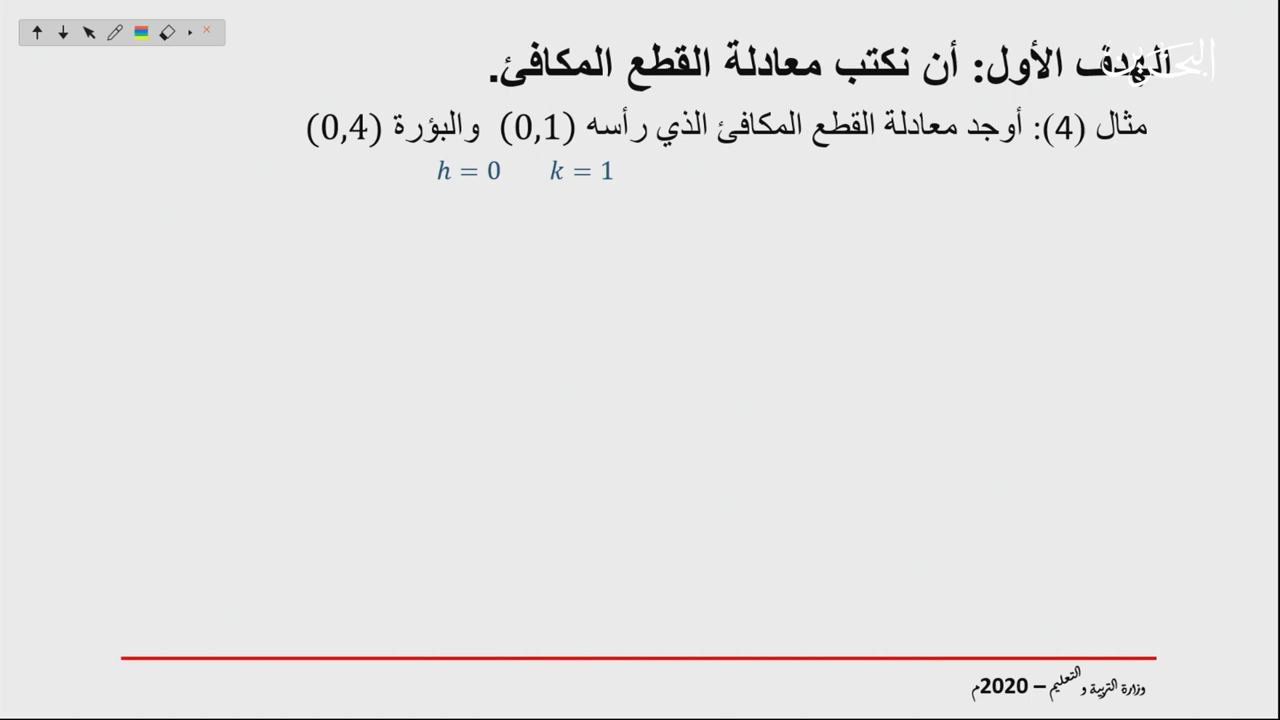 الهدف الأول: أن نكتب معادلة القطع المكافئ.
مثال (4): أوجد معادلة القطع المكافئ الذي رأسه (0,1) والبؤرة (0,4)
h = 0 k = 1
وزارة التربية و التعليم – 2020م